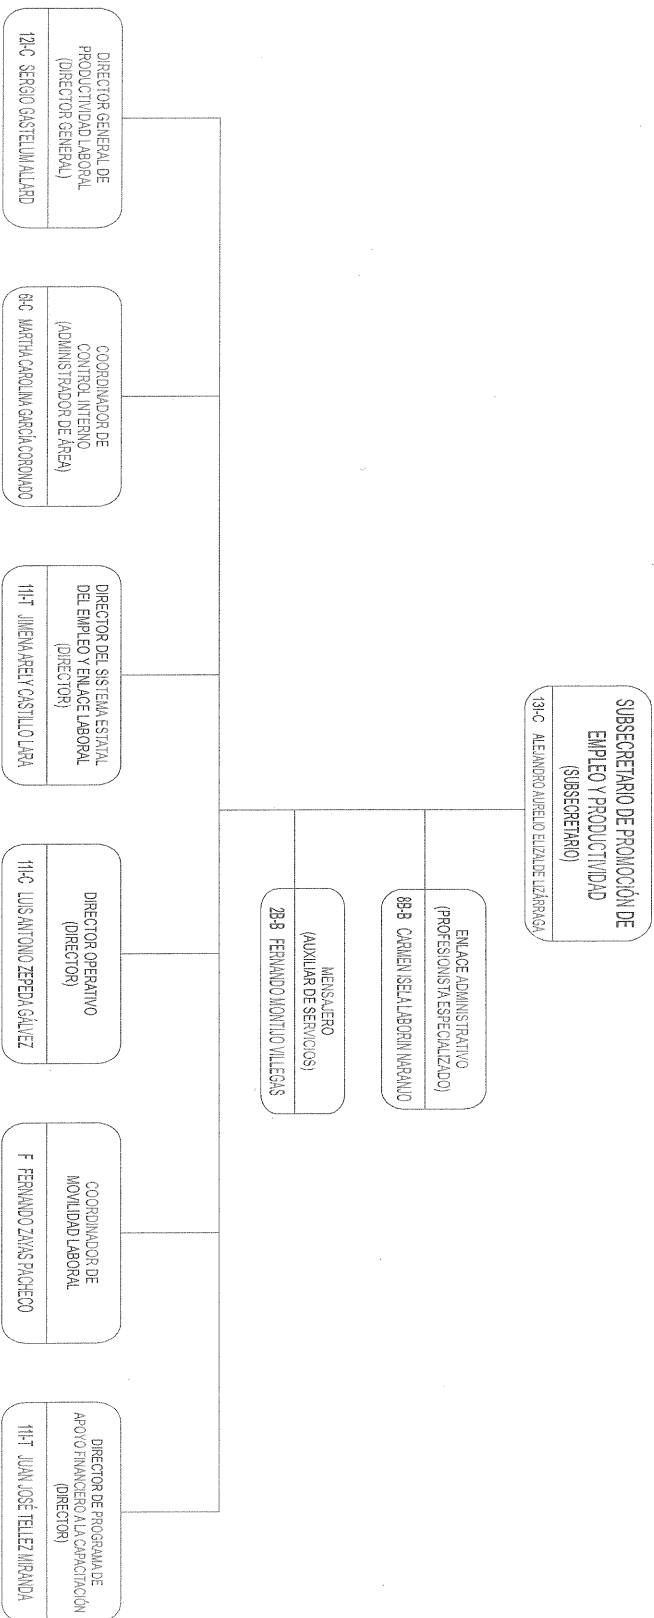 SUBSECRETARIO DE PROMOCIÓN DE
EMPLEO Y PRODUCTIVIDAD
(SUBSECRETARIO)
13I-C ALEJANDRO AURELIO ELIZALDE LIZÁRRAGA
ENLACE ADMINISTRATIVO
(PROFESIONISTA ESPECIALIZADO)
8B-B CARMEN ISELA LABORIN NARANJO
MENSAJERO
(AUXILIAR DE SERVICIOS)
2B-B FERNANDO MONTIJO VILLEGAS
DIRECTOR GENERAL DE
PRODUCTIVIDAD LABORAL
(DIRECTOR GENERAL)
12I-C SERGIO GASTELUM ALLARD
COORDINADOR DE
CONTROL INTERNO
(ADMINISTRADOR DE ÁREA)
6I-C MARTHA CAROLINA GARCÍA CORONADO
DIRECTOR DEL SISTEMA ESTATAL
DEL EMPLEO Y ENLACE LABORAL
(DIRECTOR)
11I-T JIMENA ARELY CASTILLO LARA
DIRECTOR OPERATIVO
(DIRECTOR)
11I-C LUIS ANTONIO ZEPEDA GÁLVEZ
COORDINADOR DE
MOVILIDAD LABORAL
F FERNANDO ZAYAS PACHECO
DIRECTOR DE PROGRAMA DE
APOYO FINANCIERO A LA CAPACITACIÓN
(DIRECTOR)
11I-T JUAN JOSÉ TELLEZ MIRANDA